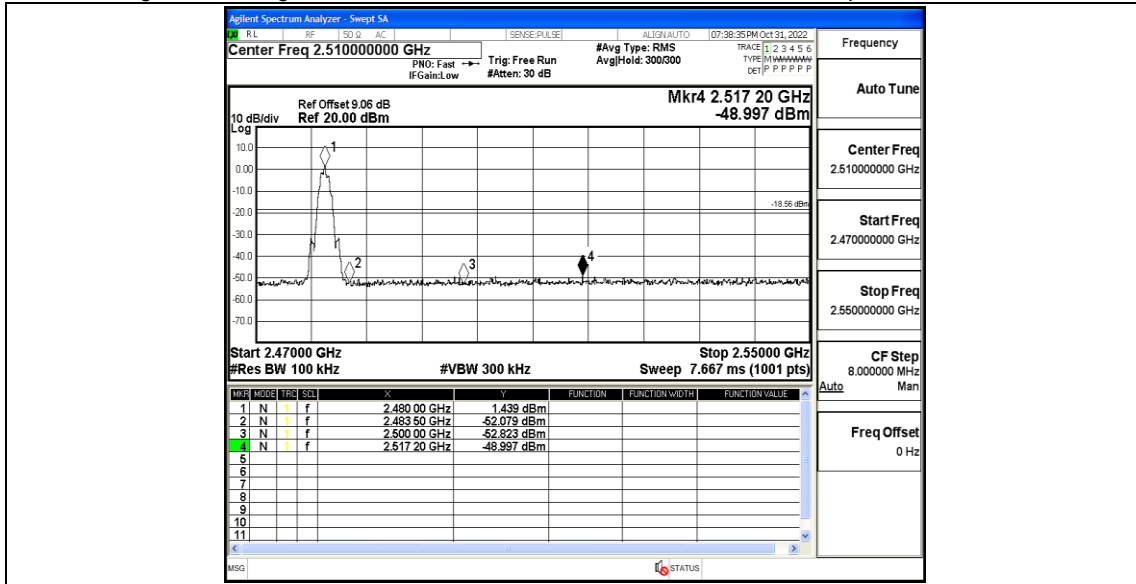 Agilent Spectrum Analyzer - Swept SA
RL RF 50 Ω AC SENSE:PULSE ALIGN AUTO 07:38:35 PM Oct 31, 2022
Center Freq 2.510000000 GHz #Avg Type: RMS TRACE 1 2 3 4 5 6
PNO: Fast Trig: Free Run Avg|Hold: 300/300 TYPE M WWWWW
IFGain:Low #Atten: 30 dB DET P P P P P P
Frequency
Auto Tune
Mkr4 2.517 20 GHz
-48.997 dBm
Ref Offset 9.06 dB
10 dB/div Ref 20.00 dBm
Log
10.0
0.00
-10.0
-20.0
-30.0
-40.0
-50.0
-60.0
-70.0
1
2
3
4
-18.56 dBm
Start 2.47000 GHz Stop 2.55000 GHz
#Res BW 100 kHz #VBW 300 kHz Sweep 7.667 ms (1001 pts)
Center Freq
2.510000000 GHz
Start Freq
2.470000000 GHz
Stop Freq
2.550000000 GHz
CF Step
8.000000 MHz
Auto Man
Freq Offset
0 Hz
MKR MODE TRC SCL X Y FUNCTION FUNCTION WIDTH FUNCTION VALUE
1 N 1 f 2.480 00 GHz 1.439 dBm
2 N 1 f 2.483 50 GHz -52.079 dBm
3 N 1 f 2.500 00 GHz -52.823 dBm
4 N 1 f 2.517 20 GHz -48.997 dBm
5
6
7
8
9
10
11
MSG STATUS